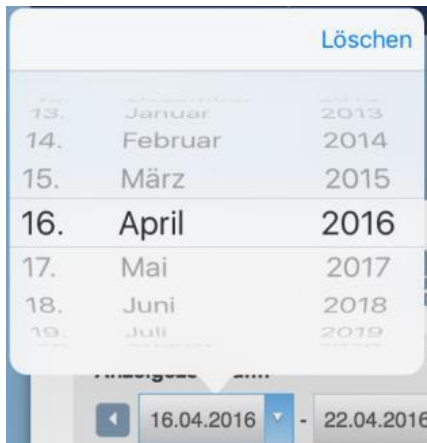 Löschen
13. Januar 2013
14. Februar 2014
15. März 2015
16. April 2016
17. Mai 2017
18. Juni 2018
19. Juli 2019
16.04.2016 - 22.04.2016